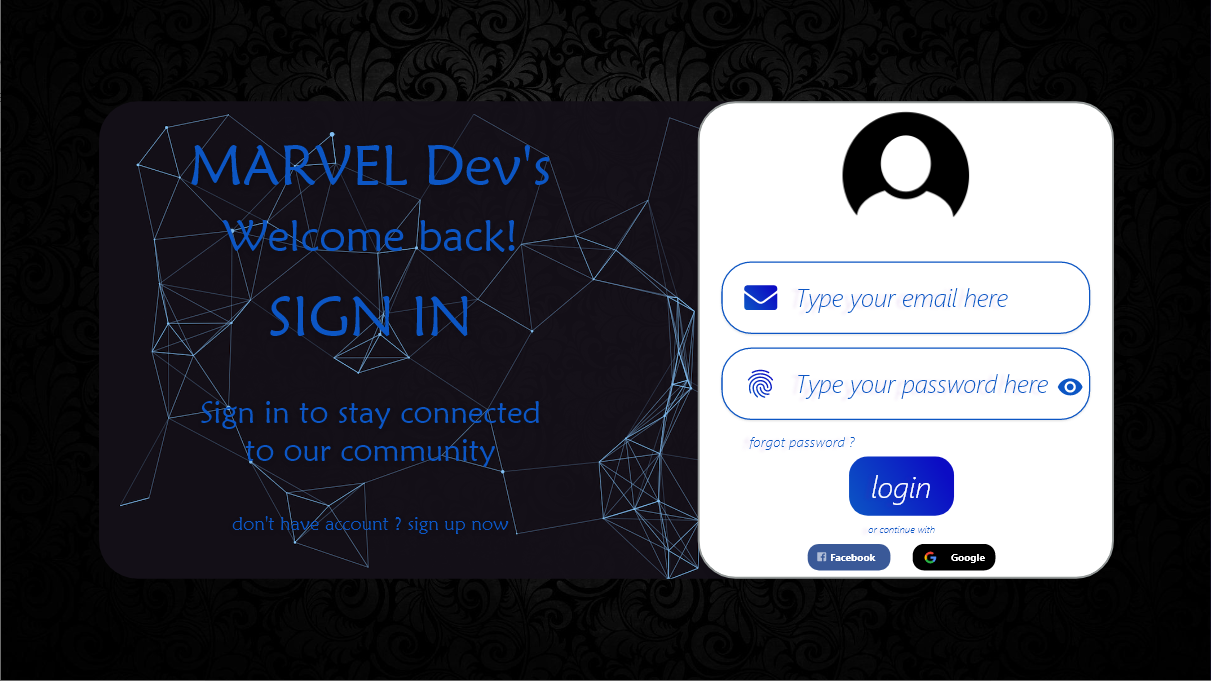 MARVEL Dev's
Welcome back!
SIGN IN
Sign in to stay connected
to our community
don't have account ? sign up now
Type your email here
Type your password here
forgot password ?
login
or continue with
Facebook
Google